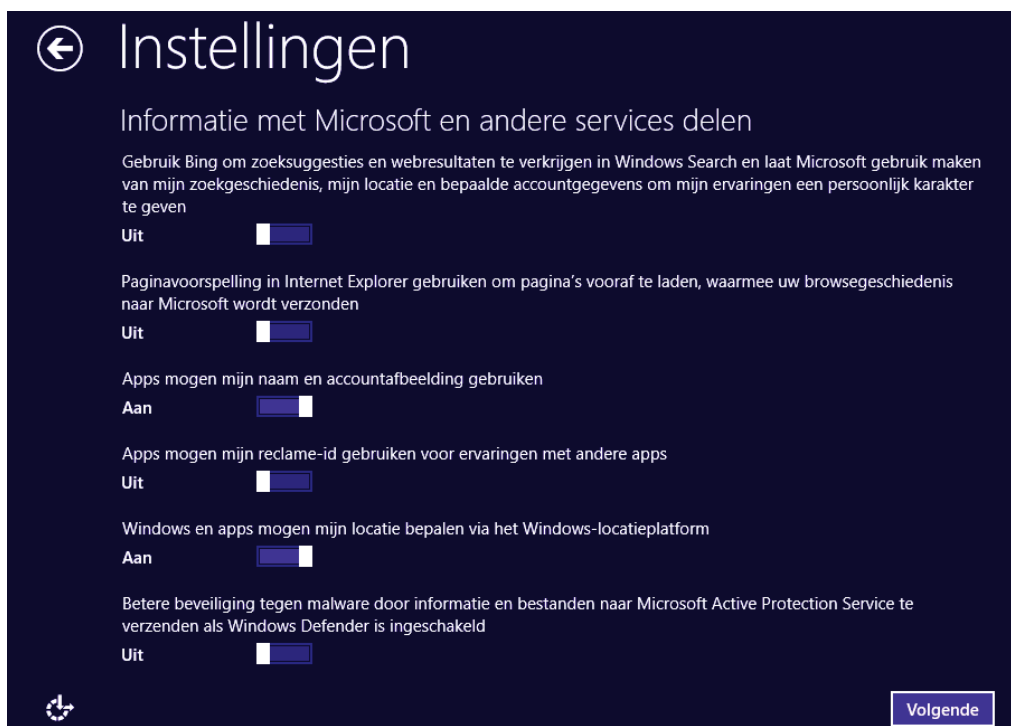 Instellingen
Informatie met Microsoft en andere services delen
Gebruik Bing om zoeksuggesties en webresultaten te verkrijgen in Windows Search en laat Microsoft gebruik maken
van mijn zoekgeschiedenis, mijn locatie en bepaalde accountgegevens om mijn ervaringen een persoonlijk karakter
te geven
Uit
Paginavoorspelling in Internet Explorer gebruiken om pagina's vooraf te laden, waarmee uw browsegeschiedenis
naar Microsoft wordt verzonden
Uit
Apps mogen mijn naam en accountafbeelding gebruiken
Aan
Apps mogen mijn reclame-id gebruiken voor ervaringen met andere apps
Uit
Windows en apps mogen mijn locatie bepalen via het Windows-locatieplatform
Aan
Betere beveiliging tegen malware door informatie en bestanden naar Microsoft Active Protection Service te
verzenden als Windows Defender is ingeschakeld
Uit
Volgende